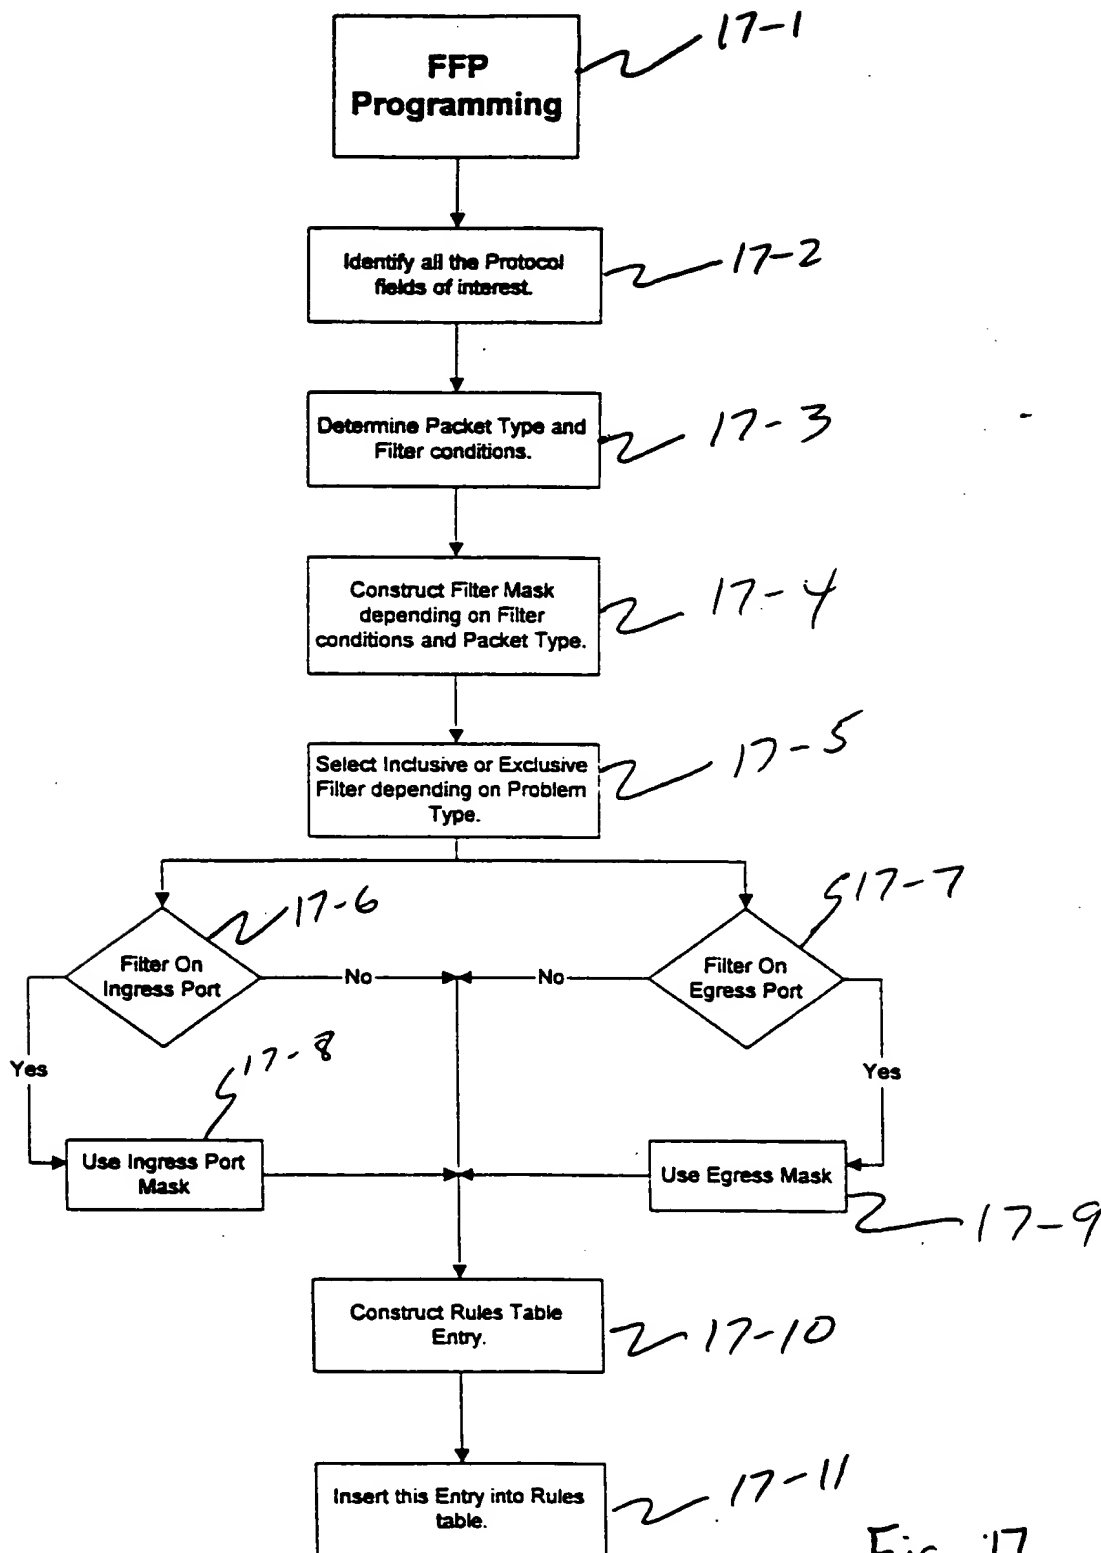 FFP
Programming
17-1
Identify all the Protocol
fields of interest.
17-2
Determine Packet Type and
Filter conditions.
17-3
Construct Filter Mask
depending on Filter
conditions and Packet Type.
17-4
Select Inclusive or Exclusive
Filter depending on Problem
Type.
17-5
17-6
17-7
Filter On
Ingress Port
No
No
Filter On
Egress Port
Yes
17-8
Yes
Use Ingress Port
Mask
Use Egress Mask
17-9
Construct Rules Table
Entry.
17-10
Insert this Entry into Rules
table.
17-11
Fig. 17